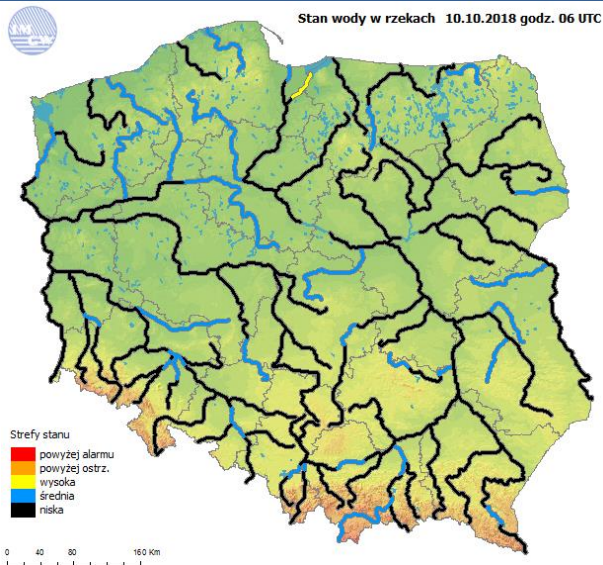 Stan wody w rzekach 10.10.2018 godz. 06 UTC
Strefy stanu
powyżej alarmu
powyżej ostrz.
wysoka
średnia
niska
0 40 80 160 Km